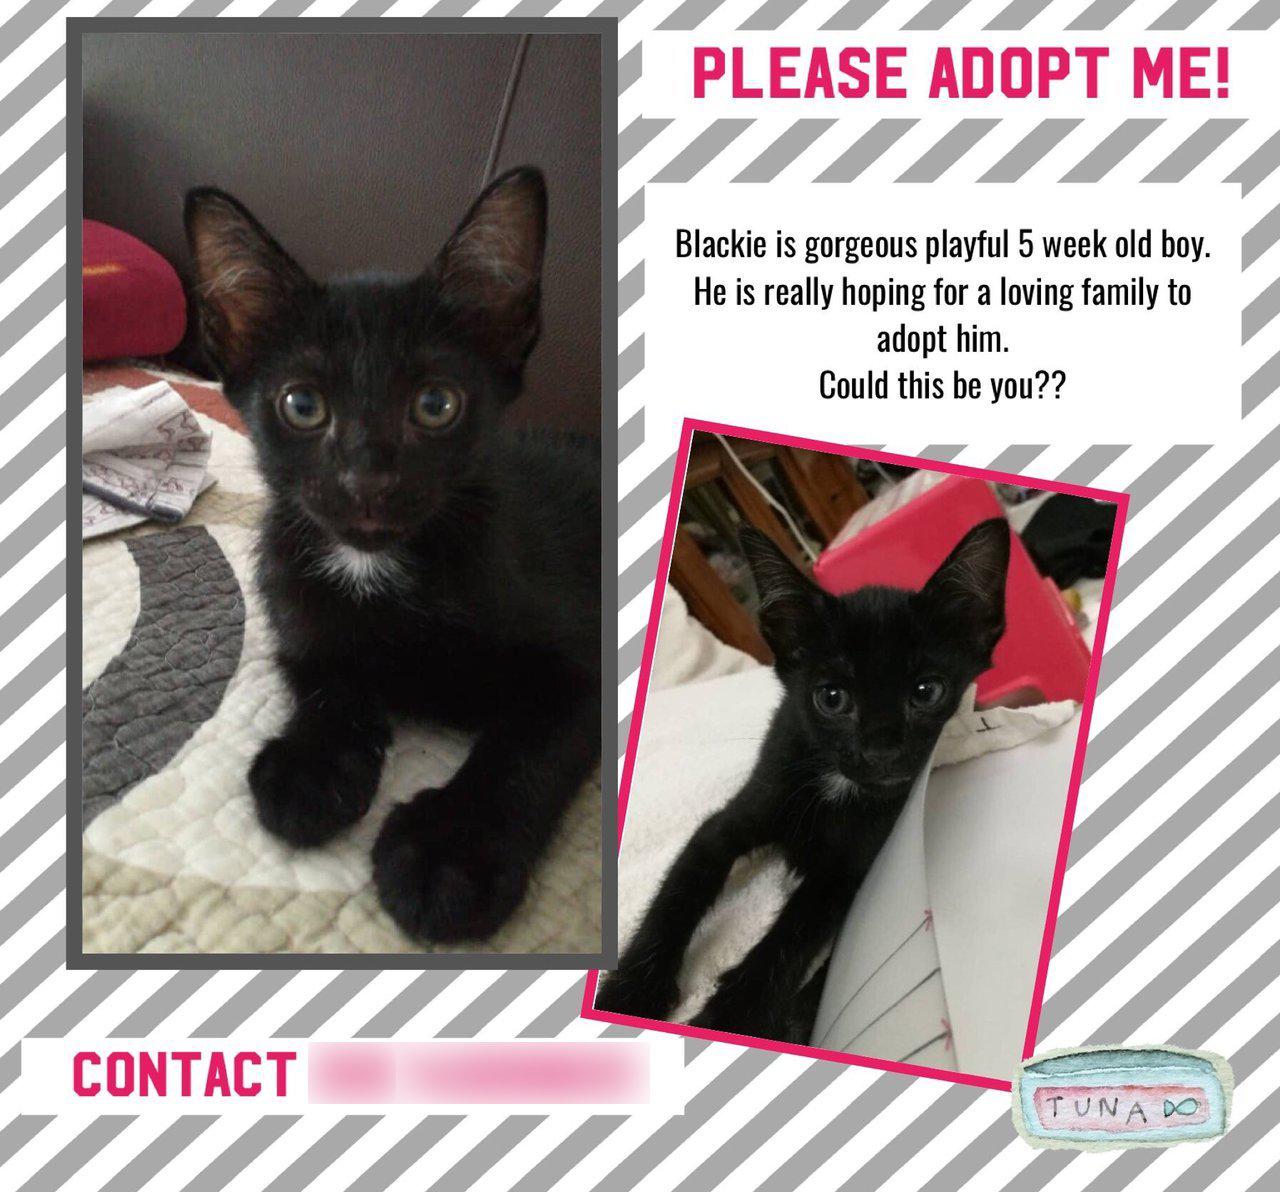 PLEASE ADOPT ME!
Blackie is gorgeous playful 5 week old boy.
He is really hoping for a loving family to
adopt him.
Could this be you??
CONTACT
TUNA